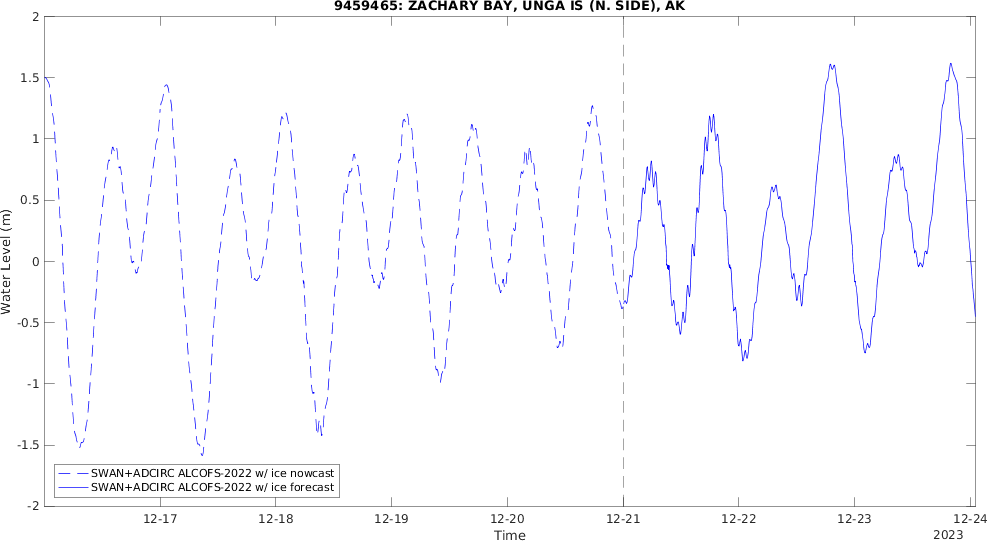 9459465: ZACHARY BAY, UNGA IS (N. SIDE), AK
Water Level (m)
2
1.5
1
0.5
0
-0.5
-1
-1.5
-2
SWAN+ADCIRC ALCOFS-2022 w/ ice nowcast
SWAN+ADCIRC ALCOFS-2022 w/ ice forecast
12-17 12-18 12-19 12-20 12-21 12-22 12-23 12-24
Time
2023